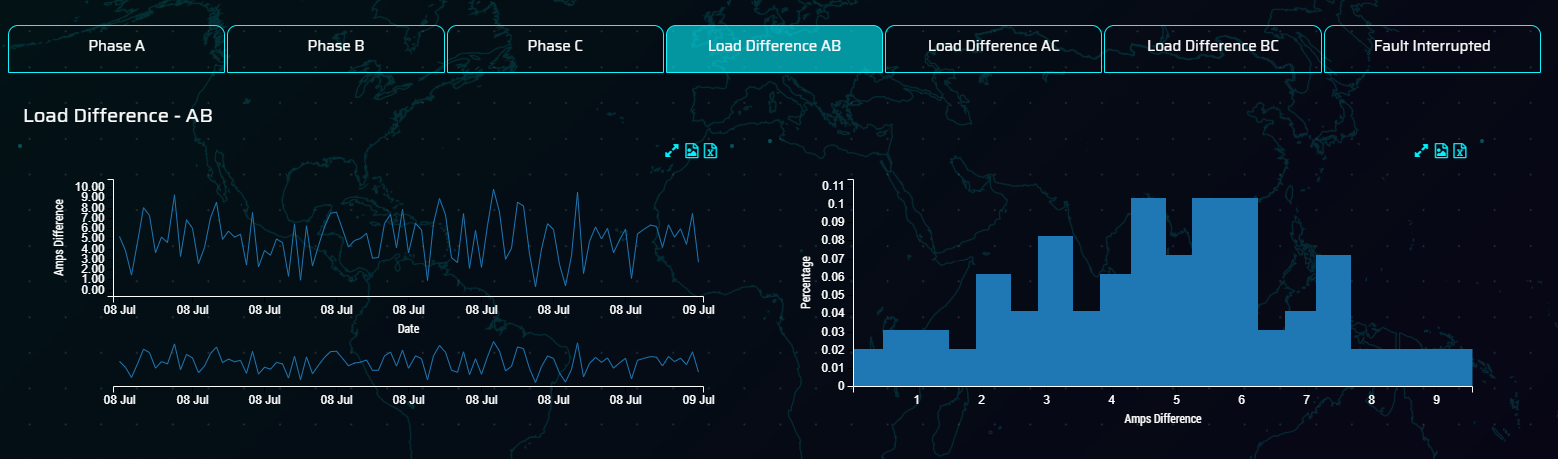 Phase A
Phase B
Phase C
Load Difference AB
Load Difference AC
Load Difference BC
Fault Interrupted
Load Difference - AB
Amps Difference
10.00
9.00
8.00
7.00
6.00
5.00
4.00
3.00
2.00
1.00
0.00
08 Jul 08 Jul 08 Jul 08 Jul 08 Jul 08 Jul 08 Jul 08 Jul 09 Jul
Date
08 Jul 08 Jul 08 Jul 08 Jul 08 Jul 08 Jul 08 Jul 08 Jul 09 Jul
Percentage
0.11
0.1
0.09
0.08
0.07
0.06
0.05
0.04
0.03
0.02
0.01
0
1 2 3 4 5 6 7 8 9
Amps Difference